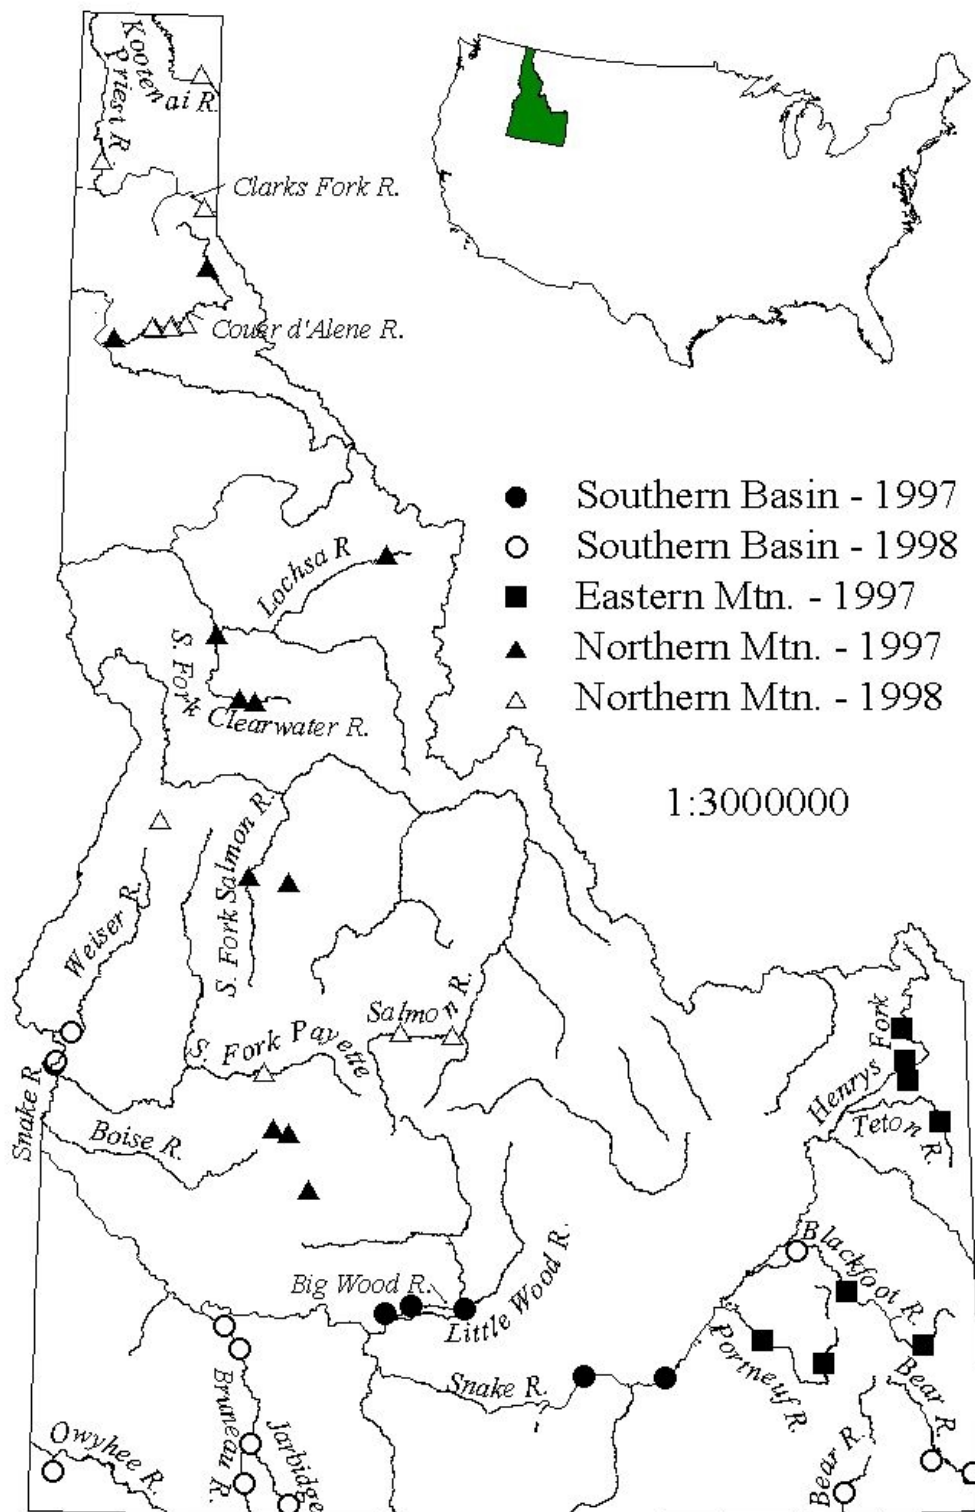 Kootenai R.
Priest R.
Clarks Fork R.
Couer d'Alene R.
Southern Basin - 1997
Southern Basin - 1998
Eastern Mtn. - 1997
Northern Mtn. - 1997
Northern Mtn. - 1998
Lochsa R
S. Fork
Clearwater R.
1:3000000
S. Fork Salmon R.
Weiser R.
Salmon R.
S. Fork Payette
Henrys Fork
Teton R.
Snake R
Boise R.
Blackfoot R.
Big Wood R.
Little Wood R.
Portneuf R.
Snake R.
Bear R.
Bruneau R.
Jarbidge
Owyhee R.
Bear R.